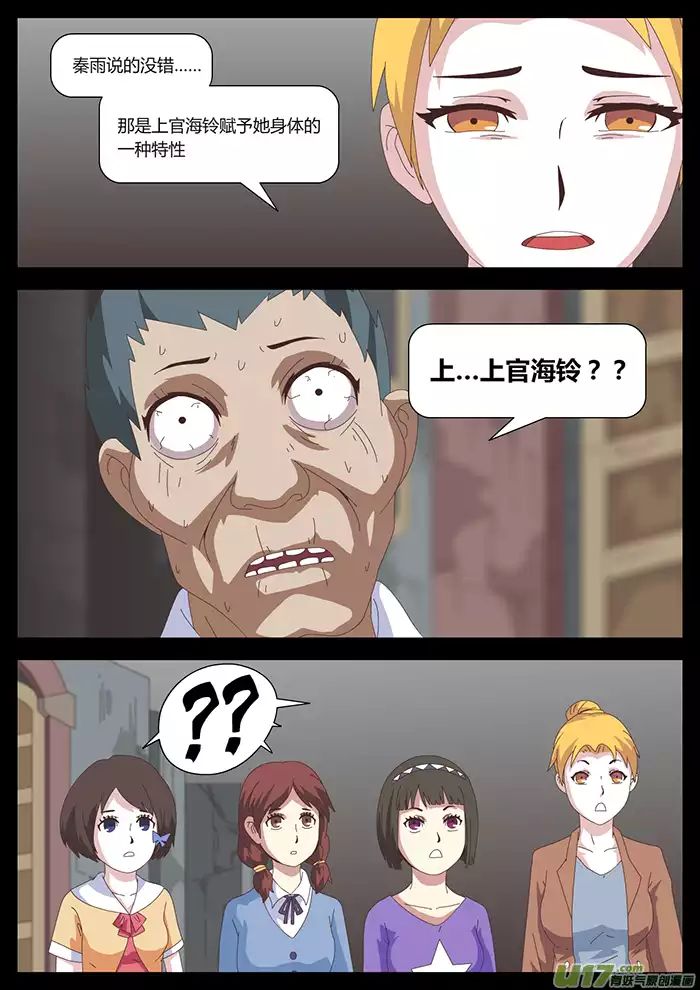 秦雨说的没错……
那是上官海铃赋予她身体的
一种特性
上…上官海铃？？
??
U17.com
有妖气原创漫画